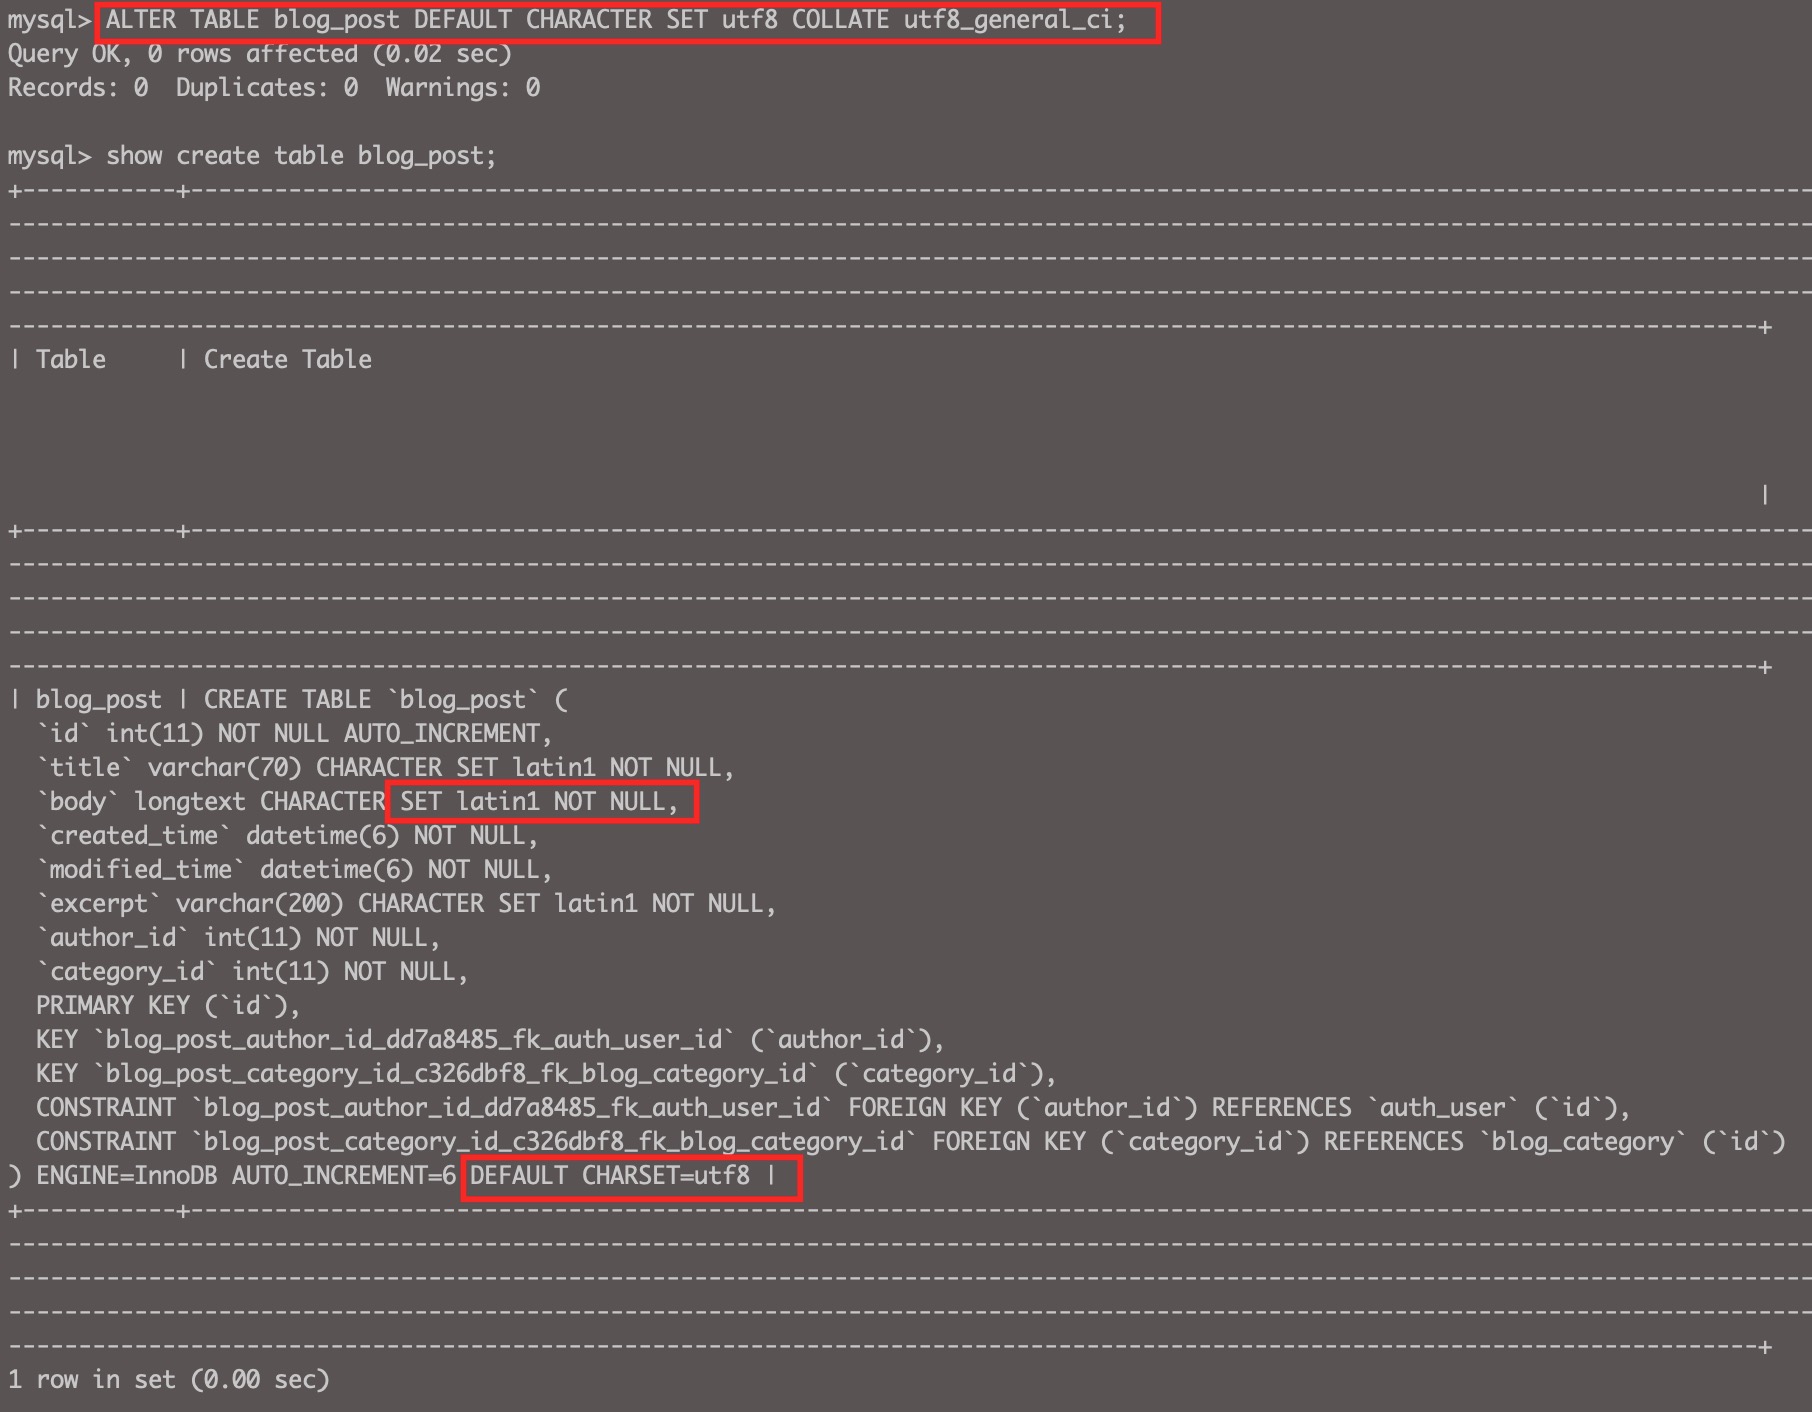 mysql> ALTER TABLE blog_post DEFAULT CHARACTER SET utf8 COLLATE utf8_general_ci;
Query OK, 0 rows affected (0.02 sec)
Records: 0  Duplicates: 0  Warnings: 0
mysql> show create table blog_post;
| Table     | Create Table
|
| blog_post | CREATE TABLE `blog_post` (
  `id` int(11) NOT NULL AUTO_INCREMENT,
  `title` varchar(70) CHARACTER SET latin1 NOT NULL,
  `body` longtext CHARACTER SET latin1 NOT NULL,
  `created_time` datetime(6) NOT NULL,
  `modified_time` datetime(6) NOT NULL,
  `excerpt` varchar(200) CHARACTER SET latin1 NOT NULL,
  `author_id` int(11) NOT NULL,
  `category_id` int(11) NOT NULL,
  PRIMARY KEY (`id`),
  KEY `blog_post_author_id_dd7a8485_fk_auth_user_id` (`author_id`),
  KEY `blog_post_category_id_c326dbf8_fk_blog_category_id` (`category_id`),
  CONSTRAINT `blog_post_author_id_dd7a8485_fk_auth_user_id` FOREIGN KEY (`author_id`) REFERENCES `auth_user` (`id`),
  CONSTRAINT `blog_post_category_id_c326dbf8_fk_blog_category_id` FOREIGN KEY (`category_id`) REFERENCES `blog_category` (`id`)
) ENGINE=InnoDB AUTO_INCREMENT=6 DEFAULT CHARSET=utf8 |
1 row in set (0.00 sec)